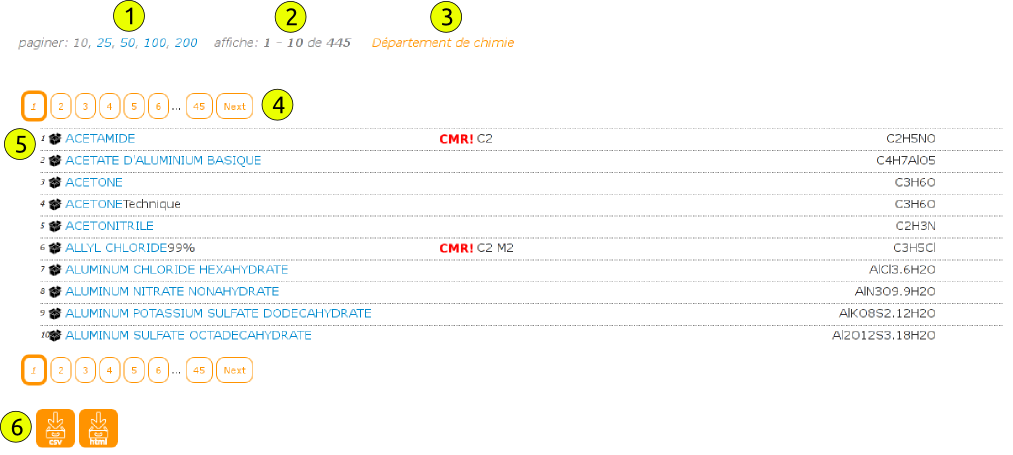 1 2 3
paginer: 10, 25, 50, 100, 200 affiche: 1 - 10 de 445 Département de chimie
1 2 3 4 5 6 ... 45 Next 4
5
1 ACETAMIDE CMR! C2 C2H5NO
2 ACETATE D'ALUMINIUM BASIQUE C4H7AlO5
3 ACETONE C3H6O
4 ACETONETechnique C3H6O
5 ACETONITRILE C2H3N
6 ALLYL CHLORIDE99% CMR! C2 M2 C3H5Cl
7 ALUMINUM CHLORIDE HEXAHYDRATE AlCl3.6H2O
8 ALUMINUM NITRATE NONAHYDRATE AlN3O9.9H2O
9 ALUMINUM POTASSIUM SULFATE DODECAHYDRATE AlKO8S2.12H2O
10 ALUMINUM SULFATE OCTADECAHYDRATE Al2O12S3.18H2O
1 2 3 4 5 6 ... 45 Next
6 csv html